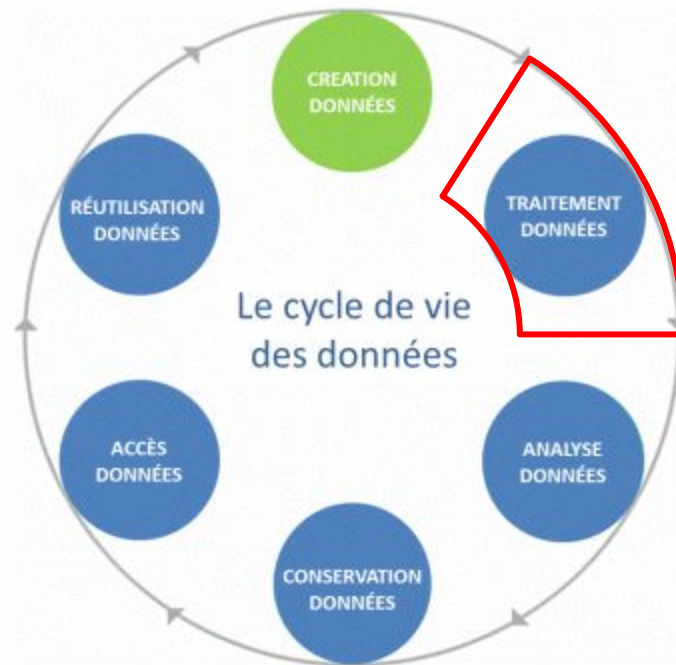 CREATION
DONNÉES
TRAITEMENT
DONNÉES
RÉUTILISATION
DONNÉES
Le cycle de vie
des données
ACCÈS
DONNÉES
ANALYSE
DONNÉES
CONSERVATION
DONNÉES